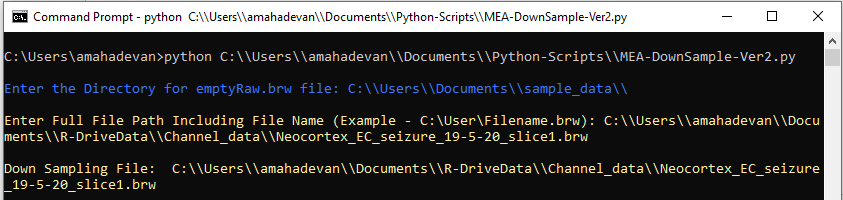 Command Prompt - python C:\\Users\\amahadevan\\Documents\\Python-Scripts\\MEA-DownSample-Ver2.py
C:\Users\amahadevan>python C:\\Users\\amahadevan\\Documents\\Python-Scripts\\MEA-DownSample-Ver2.py
Enter the Directory for emptyRaw.brw file: C:\\Users\\Documents\\sample_data\\
Enter Full File Path Including File Name (Example - C:\User\Filename.brw): C:\\Users\\amahadevan\\Docu
ments\\R-DriveData\\Channel_data\\Neocortex_EC_seizure_19-5-20_slice1.brw
Down Sampling File:  C:\\Users\\amahadevan\\Documents\\R-DriveData\\Channel_data\\Neocortex_EC_seizure
_19-5-20_slice1.brw